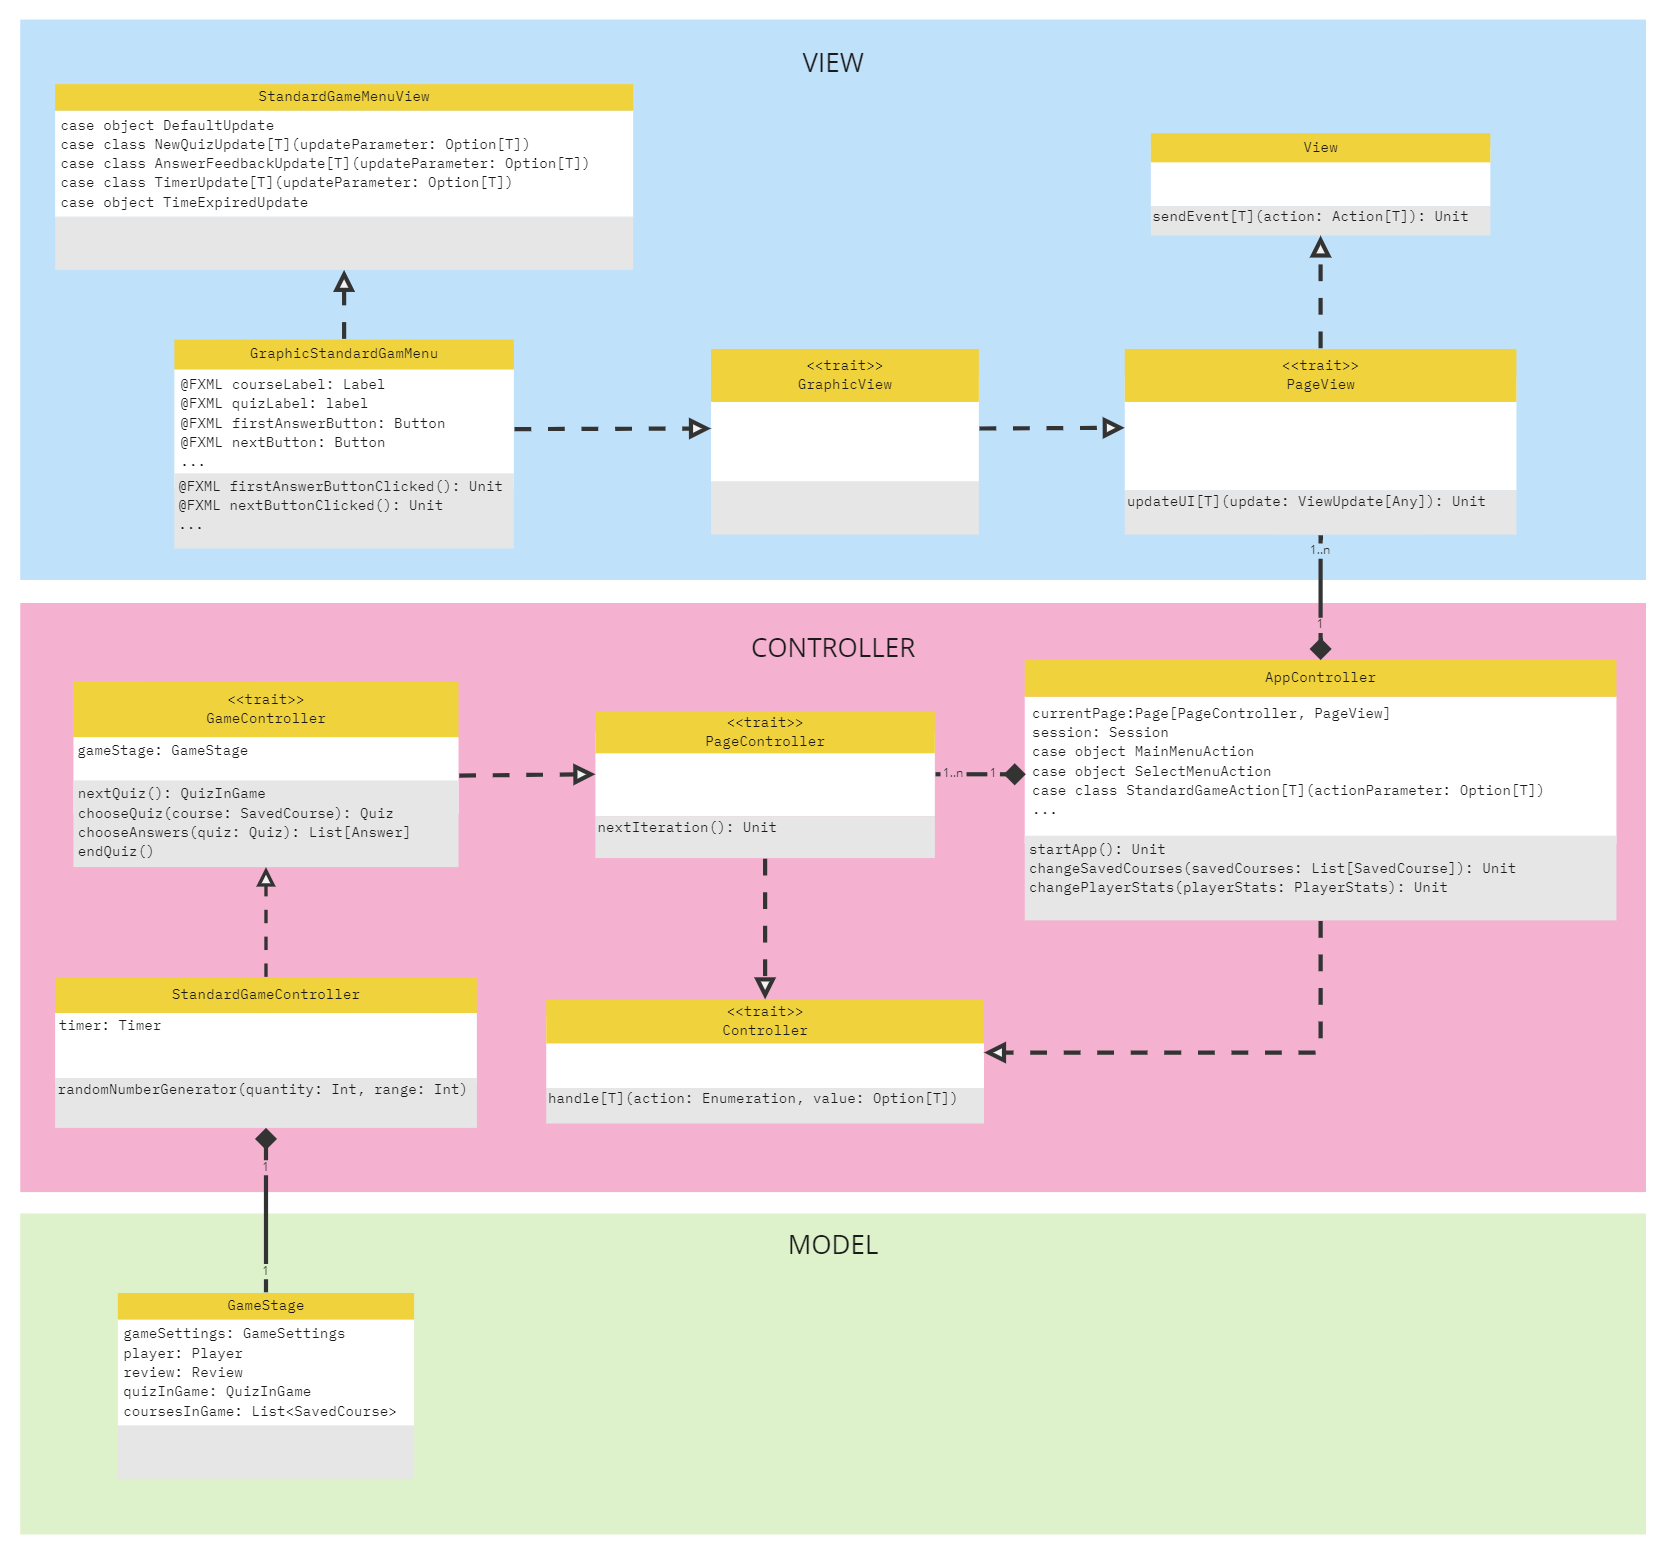 VIEW
StandardGameMenuView
case object DefaultUpdate
case class NewQuizUpdate[T](updateParameter: Option[T])
case class AnswerFeedbackUpdate[T](updateParameter: Option[T])
case class TimerUpdate[T](updateParameter: Option[T])
case object TimeExpiredUpdate
View
sendEvent[T](action: Action[T]): Unit
GraphicStandardGamMenu
@FXML courseLabel: Label
@FXML quizLabel: label
@FXML firstAnswerButton: Button
@FXML nextButton: Button
...
@FXML firstAnswerButtonClicked(): Unit
@FXML nextButtonClicked(): Unit
...
<<trait>>
GraphicView
<<trait>>
PageView
updateUI[T](update: ViewUpdate[Any]): Unit
1..n
1
CONTROLLER
<<trait>>
GameController
gameStage: GameStage
nextQuiz(): QuizInGame
chooseQuiz(course: SavedCourse): Quiz
chooseAnswers(quiz: Quiz): List[Answer]
endQuiz()
<<trait>>
PageController
nextIteration(): Unit
1..n
1
AppController
currentPage:Page[PageController, PageView]
session: Session
case object MainMenuAction
case object SelectMenuAction
case class StandardGameAction[T](actionParameter: Option[T])
...
startApp(): Unit
changeSavedCourses(savedCourses: List[SavedCourse]): Unit
changePlayerStats(playerStats: PlayerStats): Unit
StandardGameController
timer: Timer
randomNumberGenerator(quantity: Int, range: Int)
<<trait>>
Controller
handle[T](action: Enumeration, value: Option[T])
1
1
MODEL
GameStage
gameSettings: GameSettings
player: Player
review: Review
quizInGame: QuizInGame
coursesInGame: List<SavedCourse>